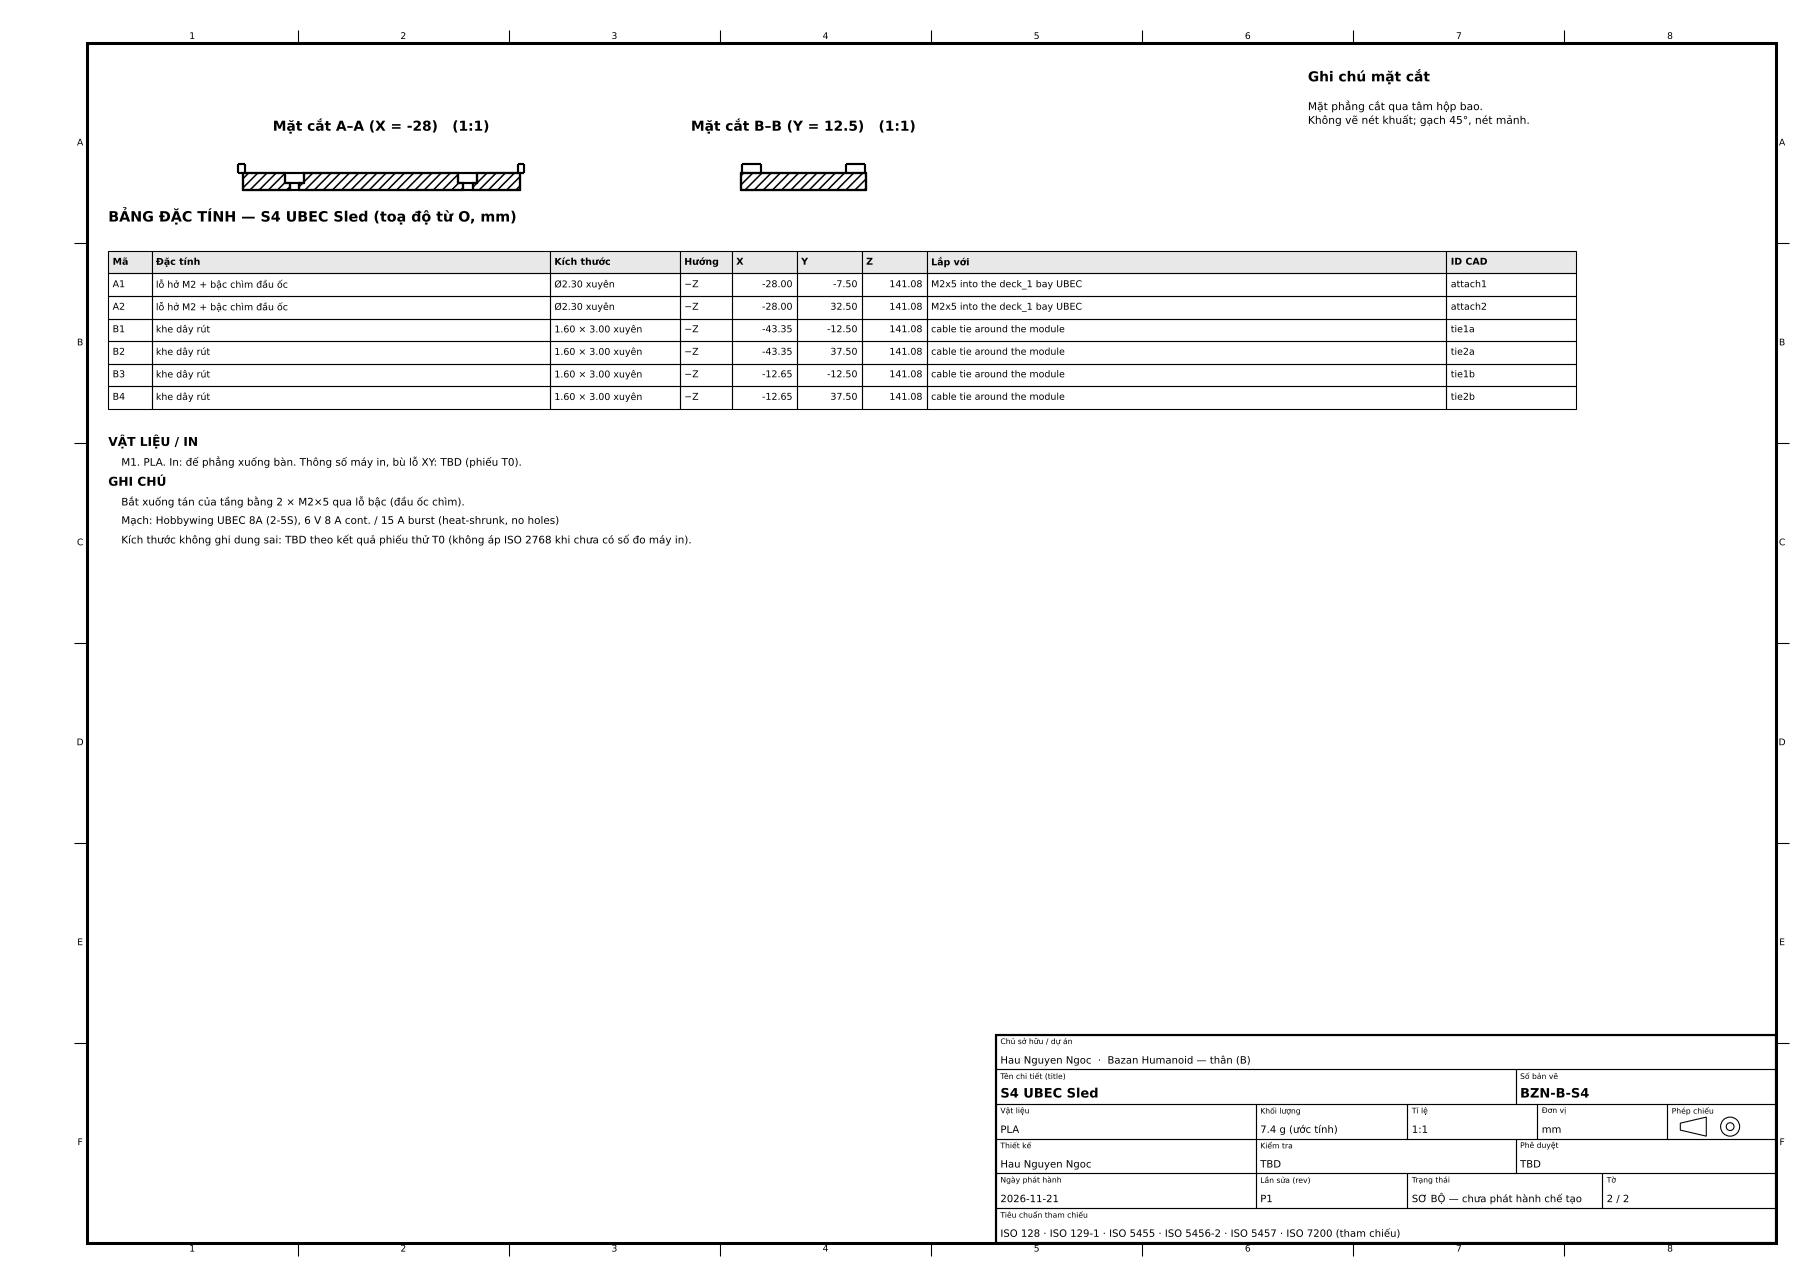 1 2 3 4 5 6 7 8
Ghi chú mặt cắt
Mặt phẳng cắt qua tâm hộp bao.
Không vẽ nét khuất; gạch 45°, nét mảnh.
Mặt cắt A–A (X = -28) (1:1)
Mặt cắt B–B (Y = 12.5) (1:1)
A A
BẢNG ĐẶC TÍNH — S4 UBEC Sled (toạ độ từ O, mm)
Mã Đặc tính Kích thước Hướng X Y Z Lắp với ID CAD
A1 lỗ hở M2 + bậc chìm đầu ốc Ø2.30 xuyên −Z -28.00 -7.50 141.08 M2x5 into the deck_1 bay UBEC attach1
A2 lỗ hở M2 + bậc chìm đầu ốc Ø2.30 xuyên −Z -28.00 32.50 141.08 M2x5 into the deck_1 bay UBEC attach2
B1 khe dây rút 1.60 × 3.00 xuyên −Z -43.35 -12.50 141.08 cable tie around the module tie1a
B B
B2 khe dây rút 1.60 × 3.00 xuyên −Z -43.35 37.50 141.08 cable tie around the module tie2a
B3 khe dây rút 1.60 × 3.00 xuyên −Z -12.65 -12.50 141.08 cable tie around the module tie1b
B4 khe dây rút 1.60 × 3.00 xuyên −Z -12.65 37.50 141.08 cable tie around the module tie2b
VẬT LIỆU / IN
M1. PLA. In: đế phẳng xuống bàn. Thông số máy in, bù lỗ XY: TBD (phiếu T0).
GHI CHÚ
Bắt xuống tán của tầng bằng 2 × M2×5 qua lỗ bậc (đầu ốc chìm).
Mạch: Hobbywing UBEC 8A (2-5S), 6 V 8 A cont. / 15 A burst (heat-shrunk, no holes)
Kích thước không ghi dung sai: TBD theo kết quả phiếu thử T0 (không áp ISO 2768 khi chưa có số đo máy in).
C C
D D
E E
Chủ sở hữu / dự án
Hau Nguyen Ngoc · Bazan Humanoid — thân (B)
Tên chi tiết (title) Số bản vẽ
S4 UBEC Sled BZN-B-S4
Vật liệu Khối lượng Tỉ lệ Đơn vị Phép chiếu
PLA 7.4 g (ước tính) 1:1 mm
F F
Thiết kế Kiểm tra Phê duyệt
Hau Nguyen Ngoc TBD TBD
Ngày phát hành Lần sửa (rev) Trạng thái Tờ
2026-11-21 P1 SƠ BỘ — chưa phát hành chế tạo 2 / 2
Tiêu chuẩn tham chiếu
ISO 128 · ISO 129-1 · ISO 5455 · ISO 5456-2 · ISO 5457 · ISO 7200 (tham chiếu)
1 2 3 4 5 6 7 8